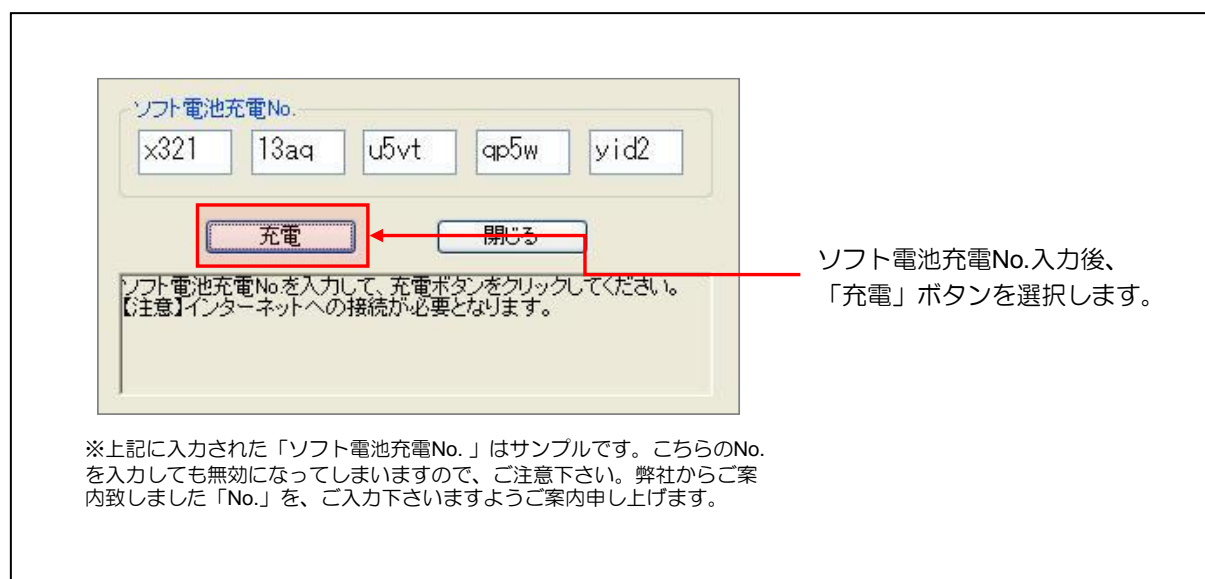 ソフト電池充電No.
x321 13aq u5vt qp5w yid2
充電 閉じる
ソフト電池充電No.を入力して、充電ボタンをクリックしてください。
【注意】インターネットへの接続が必要となります。
ソフト電池充電No.入力後、
「充電」ボタンを選択します。
※上記に入力された「ソフト電池充電No. 」はサンプルです。こちらのNo.
を入力しても無効になってしまいますので、ご注意下さい。弊社からご案
内致しました「No.」を、ご入力下さいますようご案内申し上げます。